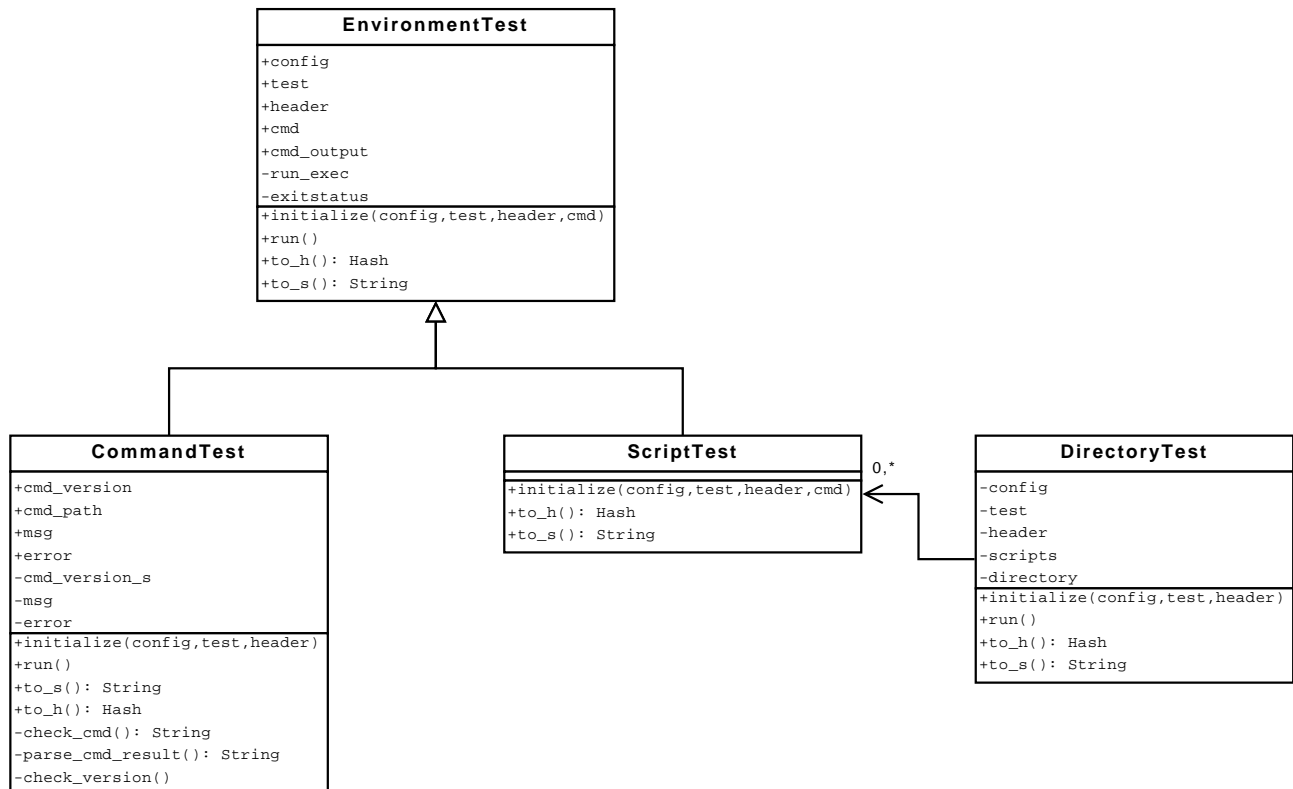 EnvironmentTest
+config
+test
+header
+cmd
+cmd_output
-run_exec
-exitstatus
+initialize(config,test,header,cmd)
+run()
+to_h(): Hash
+to_s(): String
CommandTest
+cmd_version
+cmd_path
+msg
+error
-cmd_version_s
-msg
-error
+initialize(config,test,header)
+run()
+to_s(): String
+to_h(): Hash
-check_cmd(): String
-parse_cmd_result(): String
-check_version()
ScriptTest
+initialize(config,test,header,cmd)
+to_h(): Hash
+to_s(): String
0,*
DirectoryTest
-config
-test
-header
-scripts
-directory
+initialize(config,test,header)
+run()
+to_h(): Hash
+to_s(): String